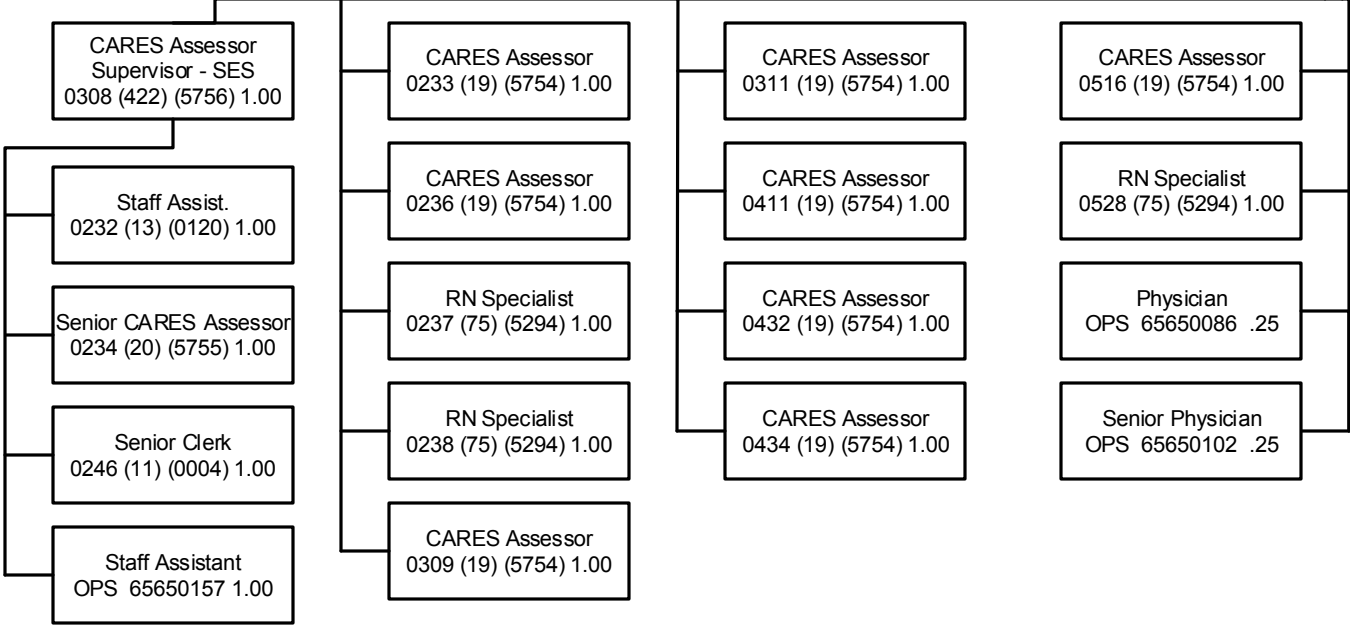 CARES Assessor
Supervisor - SES
0308 (422) (5756) 1.00
Staff Assist.
0232 (13) (0120) 1.00
Senior CARES Assessor
0234 (20) (5755) 1.00
Senior Clerk
0246 (11) (0004) 1.00
Staff Assistant
OPS 65650157 1.00
CARES Assessor
0233 (19) (5754) 1.00
CARES Assessor
0236 (19) (5754) 1.00
RN Specialist
0237 (75) (5294) 1.00
RN Specialist
0238 (75) (5294) 1.00
CARES Assessor
0309 (19) (5754) 1.00
CARES Assessor
0311 (19) (5754) 1.00
CARES Assessor
0411 (19) (5754) 1.00
CARES Assessor
0432 (19) (5754) 1.00
CARES Assessor
0434 (19) (5754) 1.00
CARES Assessor
0516 (19) (5754) 1.00
RN Specialist
0528 (75) (5294) 1.00
Physician
OPS 65650086 .25
Senior Physician
OPS 65650102 .25